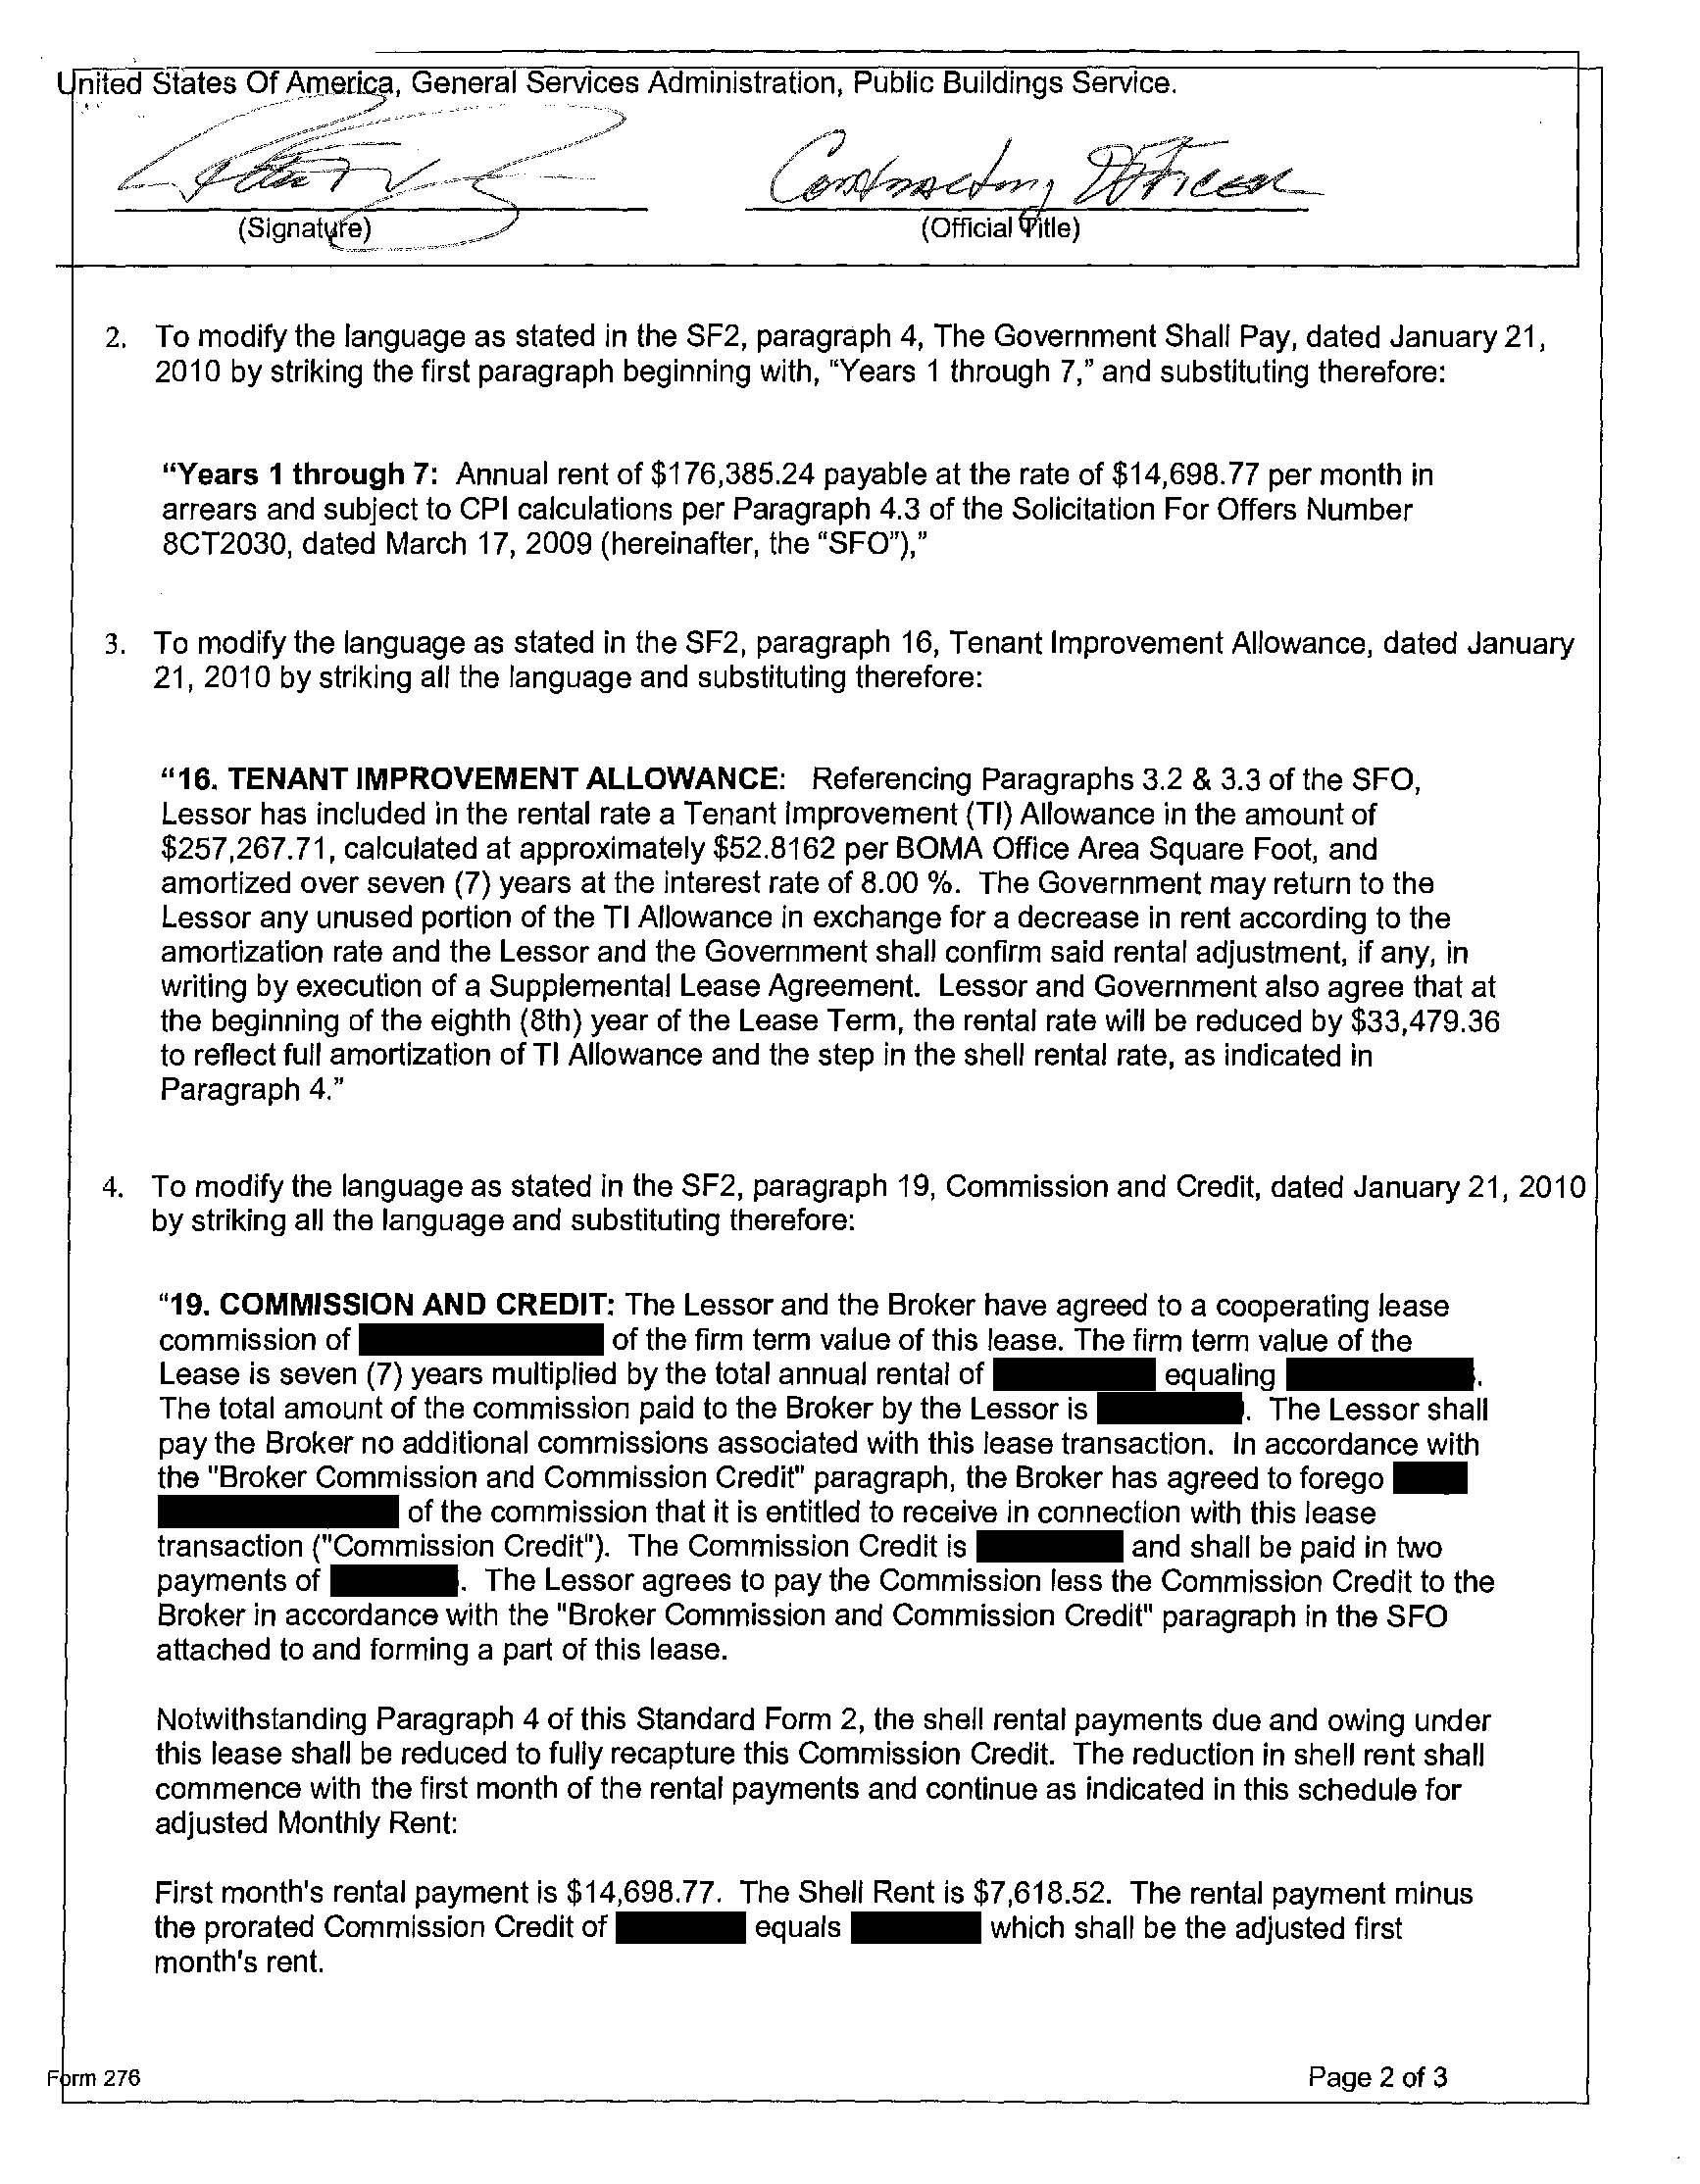 United States Of America, General Services Administration, Public Buildings Service.
Contracting Officer
(Signature) (Official Title)
2. To modify the language as stated in the SF2, paragraph 4, The Government Shall Pay, dated January 21,
2010 by striking the first paragraph beginning with, "Years 1 through 7," and substituting therefore:
"Years 1 through 7: Annual rent of $176,385.24 payable at the rate of $14,698.77 per month in
arrears and subject to CPI calculations per Paragraph 4.3 of the Solicitation For Offers Number
8CT2030, dated March 17, 2009 (hereinafter, the "SFO"),"
3. To modify the language as stated in the SF2, paragraph 16, Tenant Improvement Allowance, dated January
21, 2010 by striking all the language and substituting therefore:
"16. TENANT IMPROVEMENT ALLOWANCE: Referencing Paragraphs 3.2 & 3.3 of the SFO,
Lessor has included in the rental rate a Tenant Improvement (TI) Allowance in the amount of
$257,267.71, calculated at approximately $52.8162 per BOMA Office Area Square Foot, and
amortized over seven (7) years at the interest rate of 8.00 %. The Government may return to the
Lessor any unused portion of the TI Allowance in exchange for a decrease in rent according to the
amortization rate and the Lessor and the Government shall confirm said rental adjustment, if any, in
writing by execution of a Supplemental Lease Agreement. Lessor and Government also agree that at
the beginning of the eighth (8th) year of the Lease Term, the rental rate will be reduced by $33,479.36
to reflect full amortization of TI Allowance and the step in the shell rental rate, as indicated in
Paragraph 4."
4. To modify the language as stated in the SF2, paragraph 19, Commission and Credit, dated January 21, 2010
by striking all the language and substituting therefore:
"19. COMMISSION AND CREDIT: The Lessor and the Broker have agreed to a cooperating lease
commission of of the firm term value of this lease. The firm term value of the
Lease is seven (7) years multiplied by the total annual rental of equaling .
The total amount of the commission paid to the Broker by the Lessor is . The Lessor shall
pay the Broker no additional commissions associated with this lease transaction. In accordance with
the "Broker Commission and Commission Credit" paragraph, the Broker has agreed to forego
of the commission that it is entitled to receive in connection with this lease
transaction ("Commission Credit"). The Commission Credit is and shall be paid in two
payments of . The Lessor agrees to pay the Commission less the Commission Credit to the
Broker in accordance with the "Broker Commission and Commission Credit" paragraph in the SFO
attached to and forming a part of this lease.
Notwithstanding Paragraph 4 of this Standard Form 2, the shell rental payments due and owing under
this lease shall be reduced to fully recapture this Commission Credit. The reduction in shell rent shall
commence with the first month of the rental payments and continue as indicated in this schedule for
adjusted Monthly Rent:
First month's rental payment is $14,698.77. The Shell Rent is $7,618.52. The rental payment minus
the prorated Commission Credit of equals which shall be the adjusted first
month's rent.
Form 276 Page 2 of 3